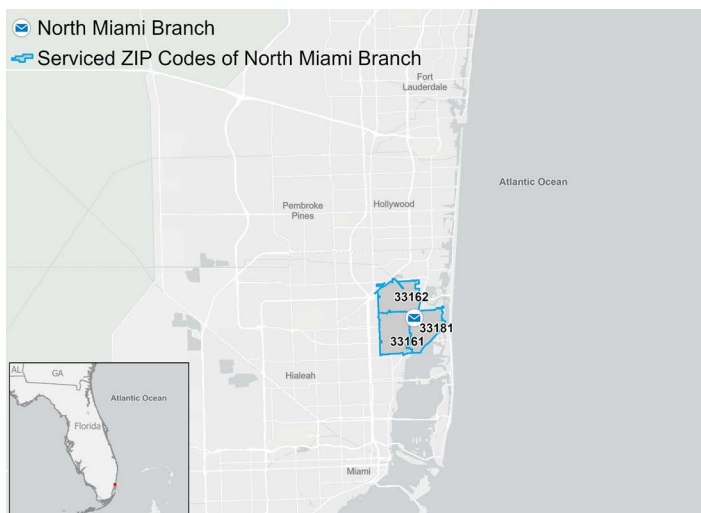 North Miami Branch
Serviced ZIP Codes of North Miami Branch
Fort
Lauderdale
Atlantic Ocean
Pembroke
Pines
Hollywood
33162
33181
33161
Hialeah
Miami
AL
GA
Atlantic Ocean
Florida